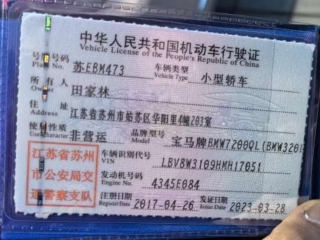 中华人民共和国机动车行驶证
Vehicle License of the People's Republic of China
号牌号码 苏EBM473 车辆类型 小型轿车
Plate No. Vehicle Type
所有人 田家林
Owner
住址 江苏省苏州市姑苏区华阳里4幢203室
Address
使用性质 非营运 品牌型号 宝马牌BMW7200QL(BMW320i
Use Character Model
江苏省苏州
市公安局交
通警察支队
车辆识别代号 LBV8W3109HMH17051
VIN
发动机号码 4345E084
Engine No.
注册日期 2017-04-26 发证日期 2023-03-28
Register Date Issue Date